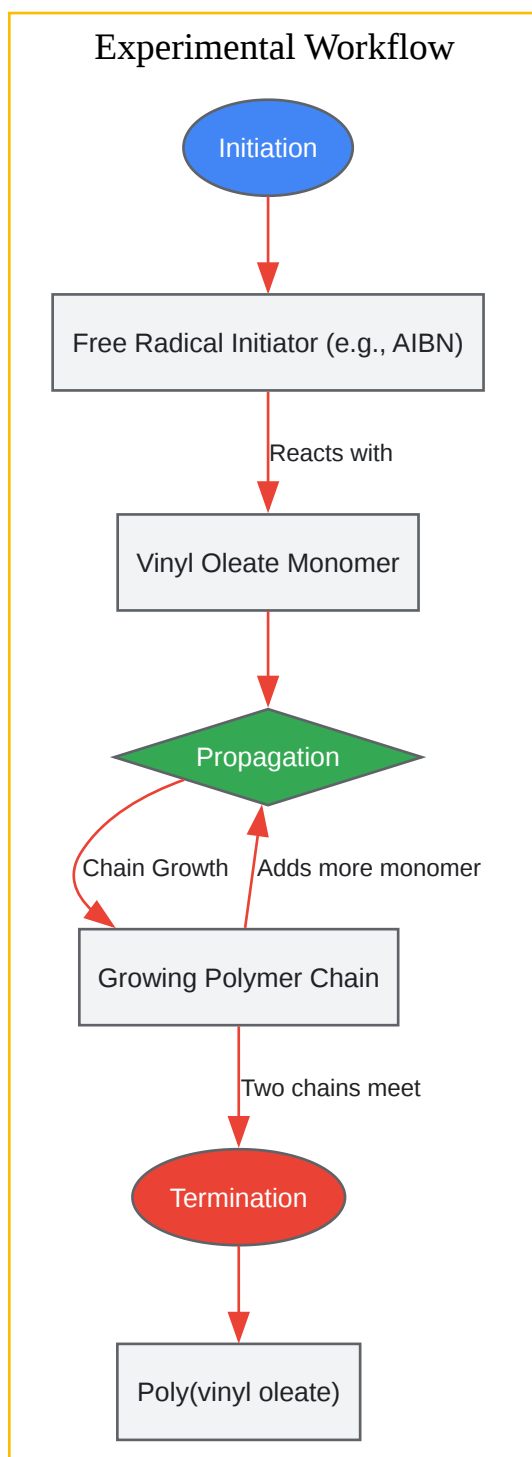 Experimental Workflow
Initiation
Free Radical Initiator (e.g., AIBN)
Reacts with
Vinyl Oleate Monomer
Propagation
Chain Growth
Adds more monomer
Growing Polymer Chain
Two chains meet
Termination
Poly(vinyl oleate)